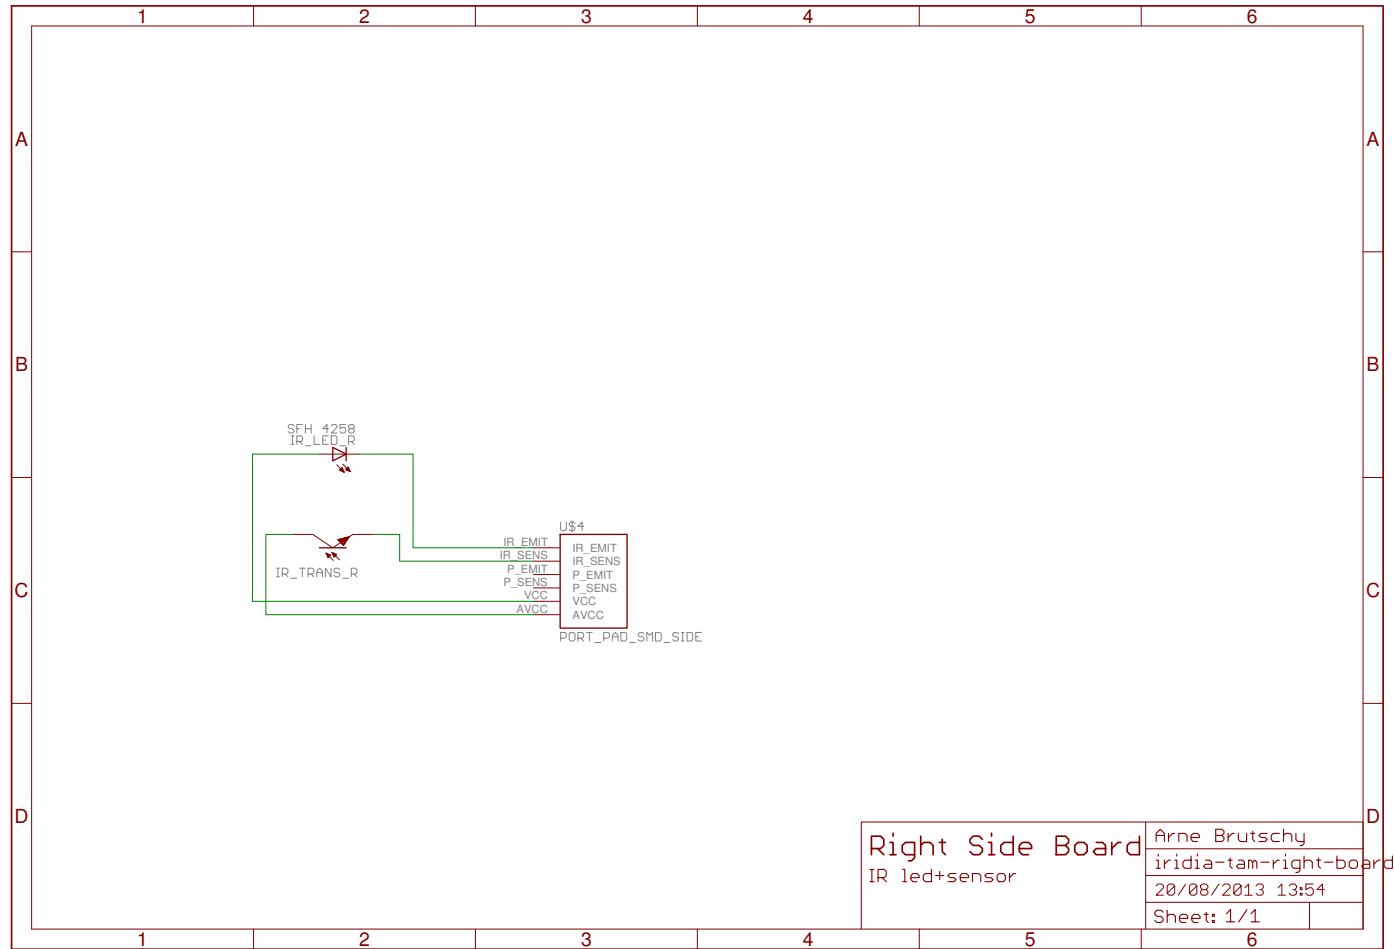 1 2 3 4 5 6
A A
B B
SFH 4258
IR_LED_R
U$4
IR_EMIT IR_EMIT
IR_SENS IR_SENS
P_EMIT P_EMIT
IR_TRANS_R
P_SENS P_SENS
C C
VCC VCC
AVCC AVCC
PORT_PAD_SMD_SIDE
D D
Right Side Board
IR led+sensor
Arne Brutschy
iridia-tam-right-board
20/08/2013 13:54
Sheet: 1/1
1 2 3 4 5 6